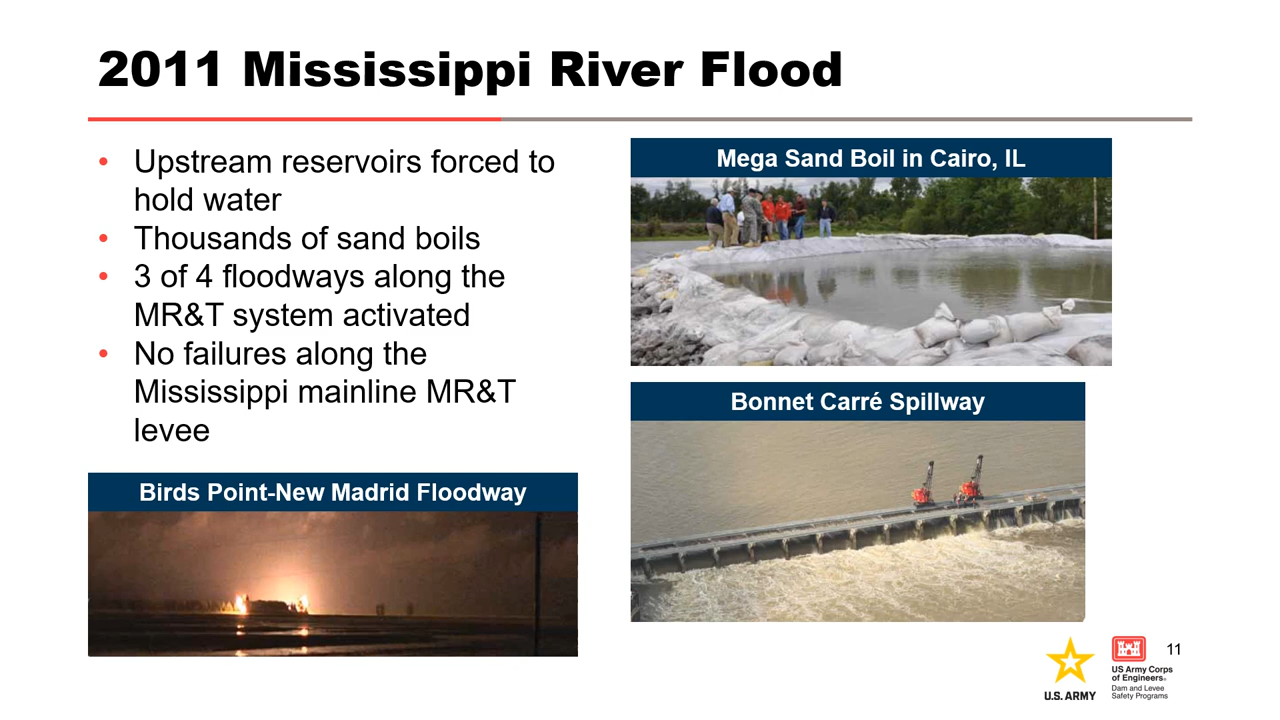 2011 Mississippi River Flood
• Upstream reservoirs forced to
hold water
• Thousands of sand boils
• 3 of 4 floodways along the
MR&T system activated
• No failures along the
Mississippi mainline MR&T
levee
Birds Point-New Madrid Floodway
Mega Sand Boil in Cairo, IL
Bonnet Carré Spillway
U.S. ARMY
US Army Corps
of Engineers®
Dam and Levee
Safety Programs
11